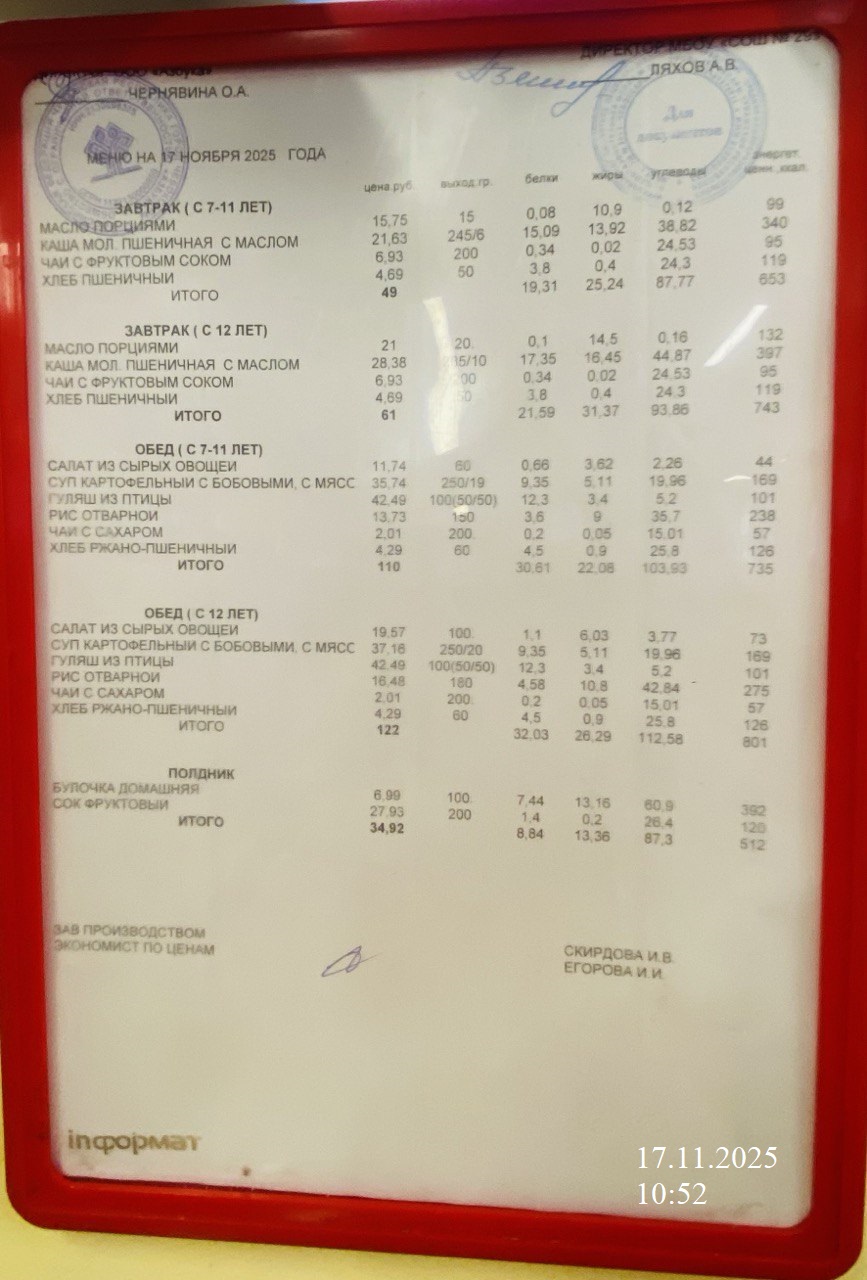 ООО «Азбука»
ДИРЕКТОР МБОУ «СОШ № 29»
ЧЕРНЯВИНА О.А.
ЛЯХОВ А.В.
Для
документов
МЕНЮ НА 17 НОЯБРЯ 2025 ГОДА
цена.руб выход.гр. белки жиры углеводы энергет. ценн.,ккал.
ЗАВТРАК ( С 7-11 ЛЕТ)
МАСЛО ПОРЦИЯМИ 15,75 15 0,08 10,9 0,12 99
КАША МОЛ. ПШЕНИЧНАЯ С МАСЛОМ 21,63 245/6 15,09 13,92 38,82 340
ЧАЙ С ФРУКТОВЫМ СОКОМ 6,93 200 0,34 0,02 24,53 95
ХЛЕБ ПШЕНИЧНЫЙ 4,69 50 3,8 0,4 24,3 119
ИТОГО 49 19,31 25,24 87,77 653
ЗАВТРАК ( С 12 ЛЕТ)
МАСЛО ПОРЦИЯМИ 21 20. 0,1 14,5 0,16 132
КАША МОЛ. ПШЕНИЧНАЯ С МАСЛОМ 28,38 17,35 16,45 44,87 397
ЧАЙ С ФРУКТОВЫМ СОКОМ 6,93 0,34 0,02 24,53 95
ХЛЕБ ПШЕНИЧНЫЙ 4,69 3,8 0,4 24,3 119
ИТОГО 61 21,59 31,37 93,86 743
ОБЕД ( С 7-11 ЛЕТ)
САЛАТ ИЗ СЫРЫХ ОВОЩЕЙ 11,74 60 0,66 3,62 2,26 44
СУП КАРТОФЕЛЬНЫЙ С БОБОВЫМИ, С МЯСС 35,74 250/19 9,35 5,11 19,96 169
ГУЛЯШ ИЗ ПТИЦЫ 42,49 100(50/50) 12,3 3,4 5,2 101
РИС ОТВАРНОЙ 13,73 150 3,6 9 35,7 238
ЧАЙ С САХАРОМ 2,01 200. 0,2 0,05 15,01 57
ХЛЕБ РЖАНО-ПШЕНИЧНЫЙ 4,29 60 4,5 0,9 25,8 126
ИТОГО 110 30,61 22,08 103,93 735
ОБЕД ( С 12 ЛЕТ)
САЛАТ ИЗ СЫРЫХ ОВОЩЕЙ 19,57 100. 1,1 6,03 3,77 73
СУП КАРТОФЕЛЬНЫЙ С БОБОВЫМИ, С МЯСС 37,16 250/20 9,35 5,11 19,96 169
ГУЛЯШ ИЗ ПТИЦЫ 42,49 100(50/50) 12,3 3,4 5,2 101
РИС ОТВАРНОЙ 16,48 180 4,58 10,8 42,84 275
ЧАЙ С САХАРОМ 2,01 200. 0,2 0,05 15,01 57
ХЛЕБ РЖАНО-ПШЕНИЧНЫЙ 4,29 60 4,5 0,9 25,8 126
ИТОГО 122 32,03 26,29 112,58 801
ПОЛДНИК
БУЛОЧКА ДОМАШНЯЯ 6,99 100. 7,44 13,16 60,9 392
СОК ФРУКТОВЫЙ 27,93 200 1,4 0,2 26,4 120
ИТОГО 34,92 8,84 13,36 87,3 512
ЗАВ ПРОИЗВОДСТВОМ СКИРДОВА И.В.
ЭКОНОМИСТ ПО ЦЕНАМ ЕГОРОВА И.И.
inформат
17.11.2025
10:52